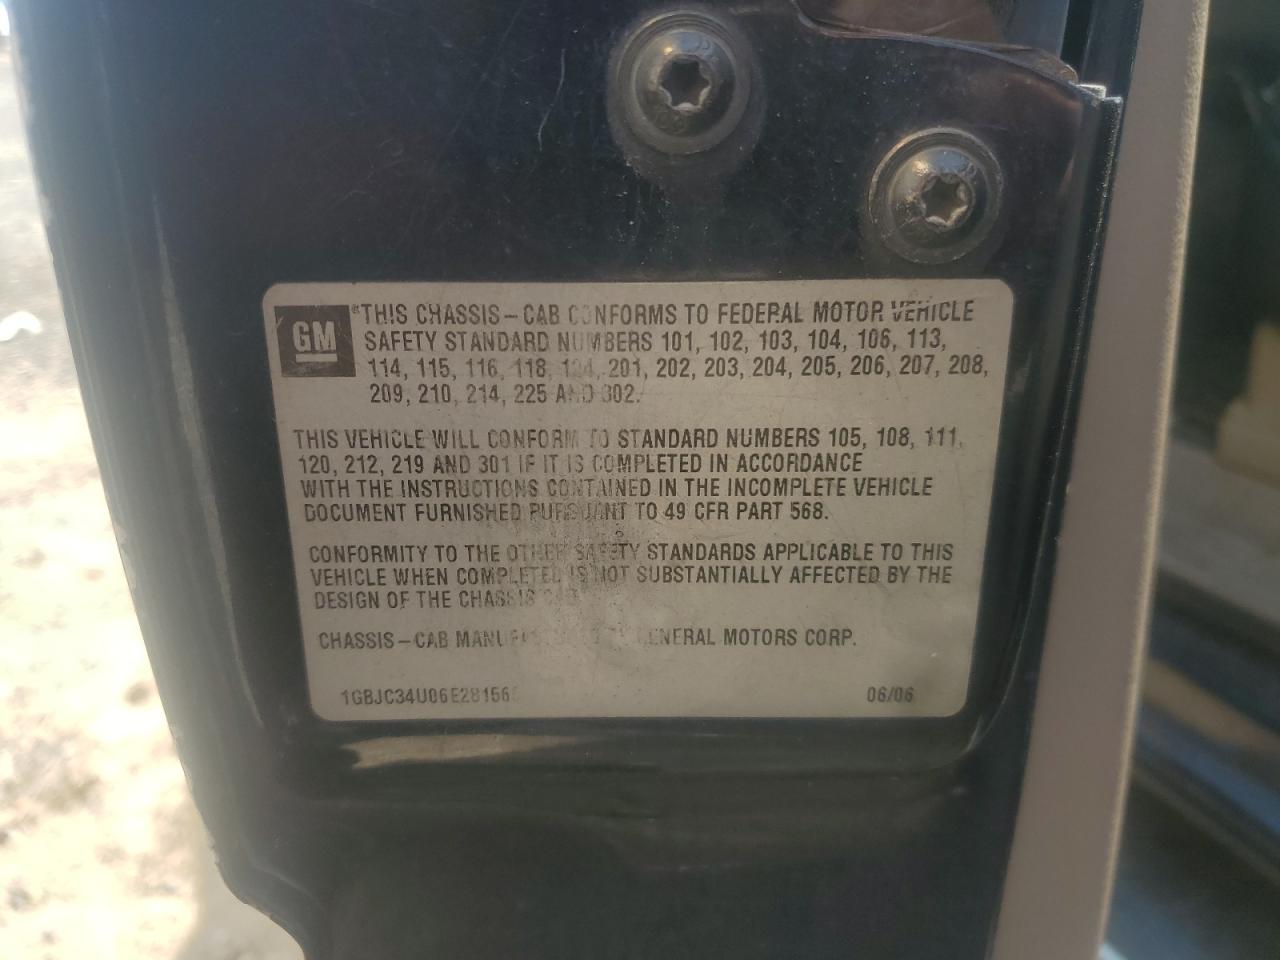 GM
"THIS CHASSIS-CAB CONFORMS TO FEDERAL MOTOR VEHICLE
SAFETY STANDARD NUMBERS 101, 102, 103, 104, 106, 113,
114, 115, 116, 118, 124, 201, 202, 203, 204, 205, 206, 207, 208,
209, 210, 214, 225 AND 302.
THIS VEHICLE WILL CONFORM TO STANDARD NUMBERS 105, 108, 111,
120, 212, 219 AND 301 IF IT IS COMPLETED IN ACCORDANCE
WITH THE INSTRUCTIONS CONTAINED IN THE INCOMPLETE VEHICLE
DOCUMENT FURNISHED PURSUANT TO 49 CFR PART 568.
CONFORMITY TO THE OTHER SAFETY STANDARDS APPLICABLE TO THIS
VEHICLE WHEN COMPLETED IS NOT SUBSTANTIALLY AFFECTED BY THE
DESIGN OF THE CHASSIS CAB
CHASSIS-CAB MANUFACTURED BY GENERAL MOTORS CORP.
1GBJC34U06E28156
06/06